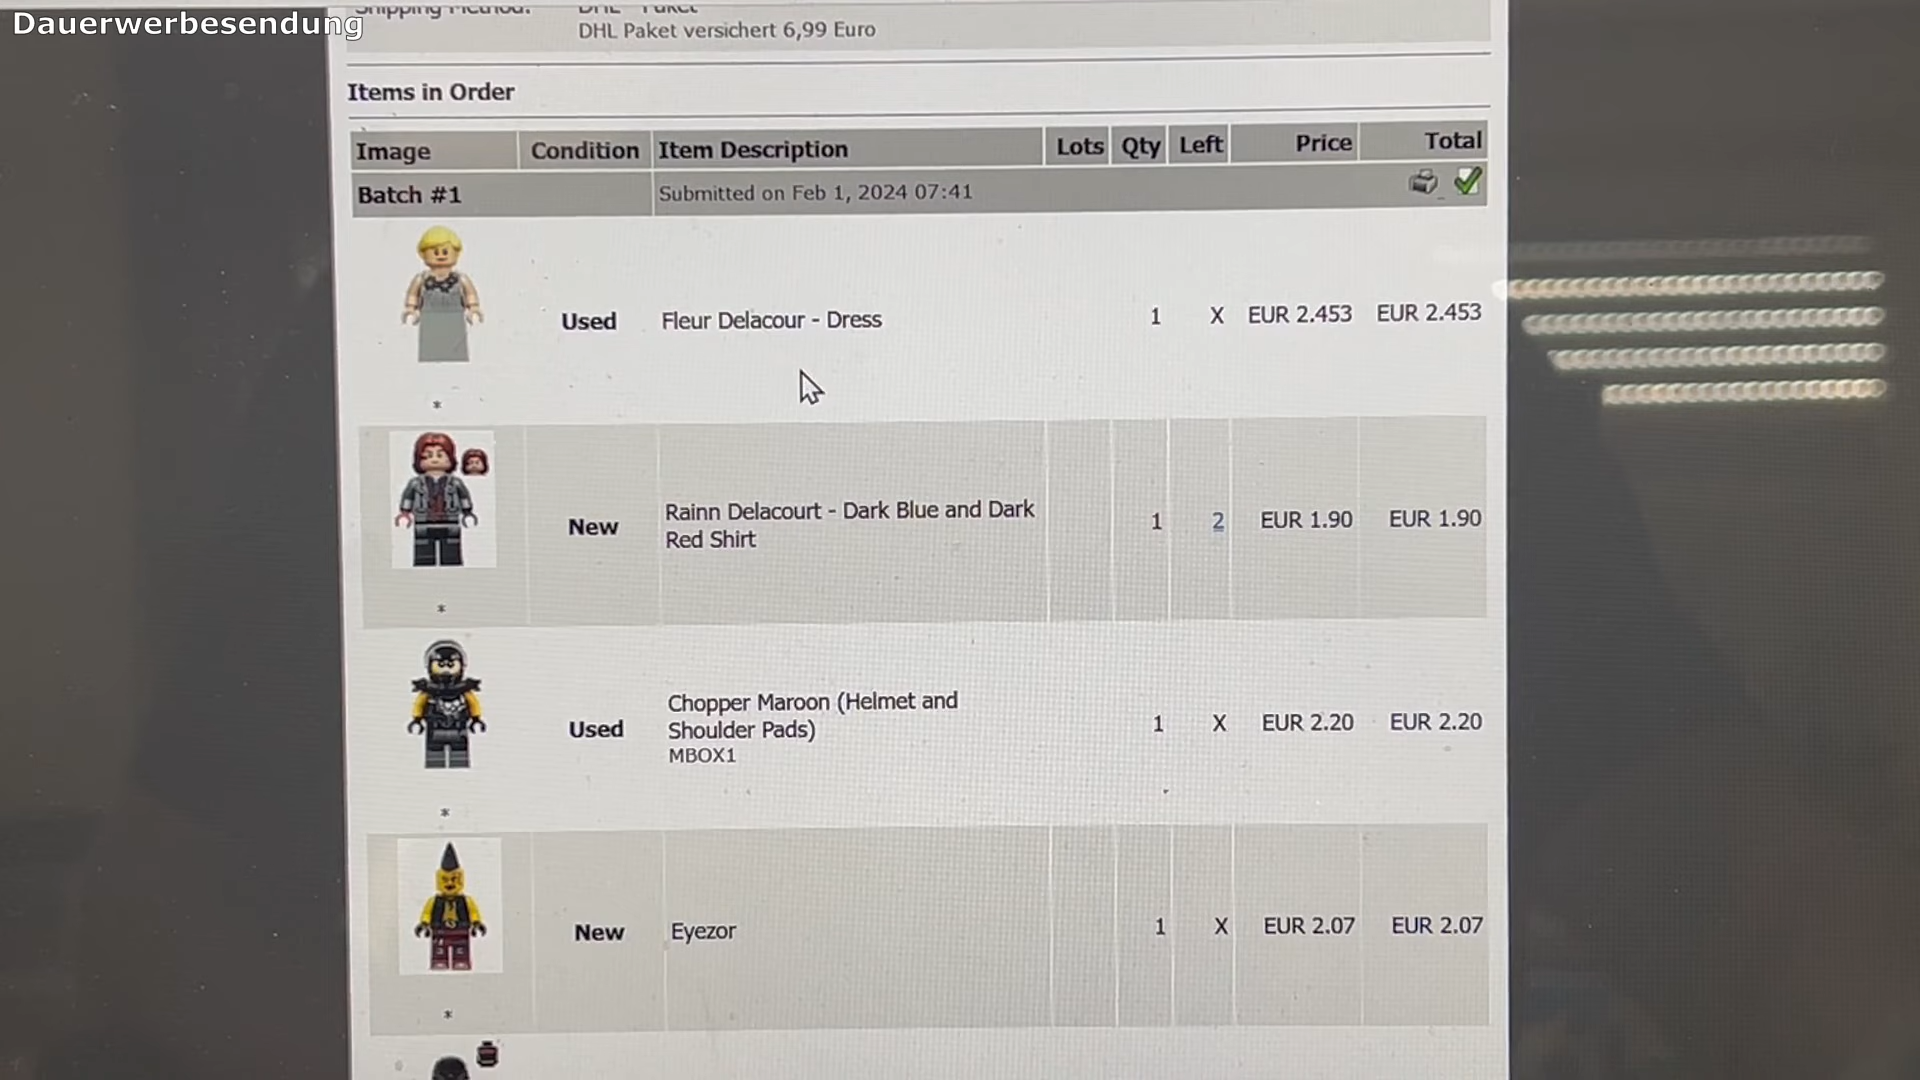 Dauerwerbesendung
Shipping Method:
DHL Paket
DHL Paket versichert 6,99 Euro
Items in Order
Image Condition Item Description Lots Qty Left Price Total
Batch #1 Submitted on Feb 1, 2024 07:41
Used Fleur Delacour - Dress 1 X EUR 2.453 EUR 2.453
*
New Rainn Delacourt - Dark Blue and Dark 1 2 EUR 1.90 EUR 1.90
Red Shirt
*
Used Chopper Maroon (Helmet and 1 X EUR 2.20 EUR 2.20
Shoulder Pads)
MBOX1
*
New Eyezor 1 X EUR 2.07 EUR 2.07
*